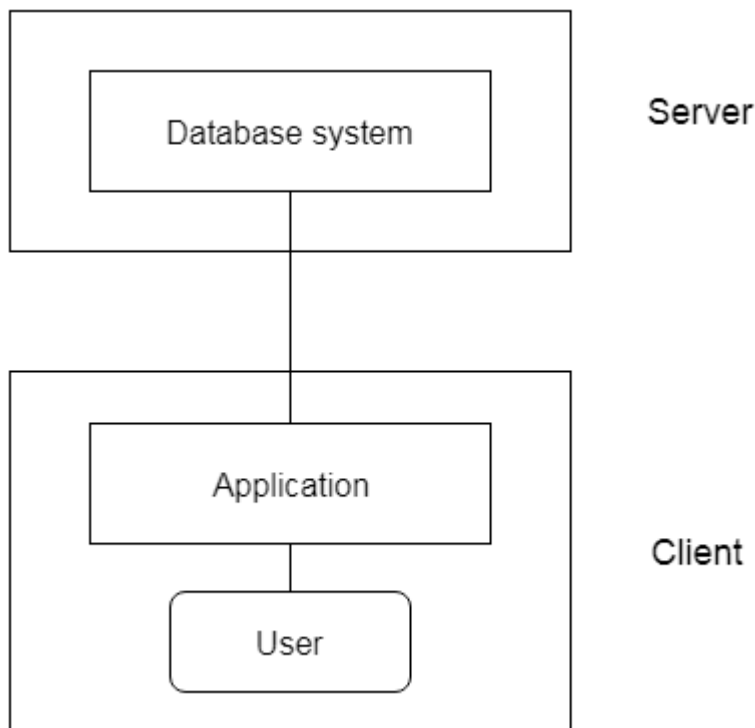 Database system
Server
Application
Client
User